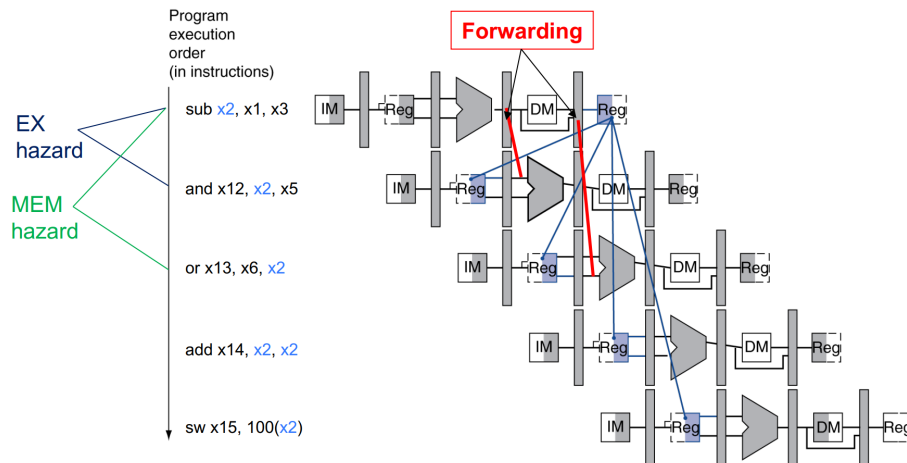 Program
execution
order
(in instructions)
Forwarding
sub x2, x1, x3
IM
Reg
DM
Reg
EX
hazard
and x12, x2, x5
IM
Reg
DM
Reg
MEM
hazard
or x13, x6, x2
IM
Reg
DM
Reg
add x14, x2, x2
IM
Reg
DM
Reg
sw x15, 100(x2)
IM
Reg
DM
Reg